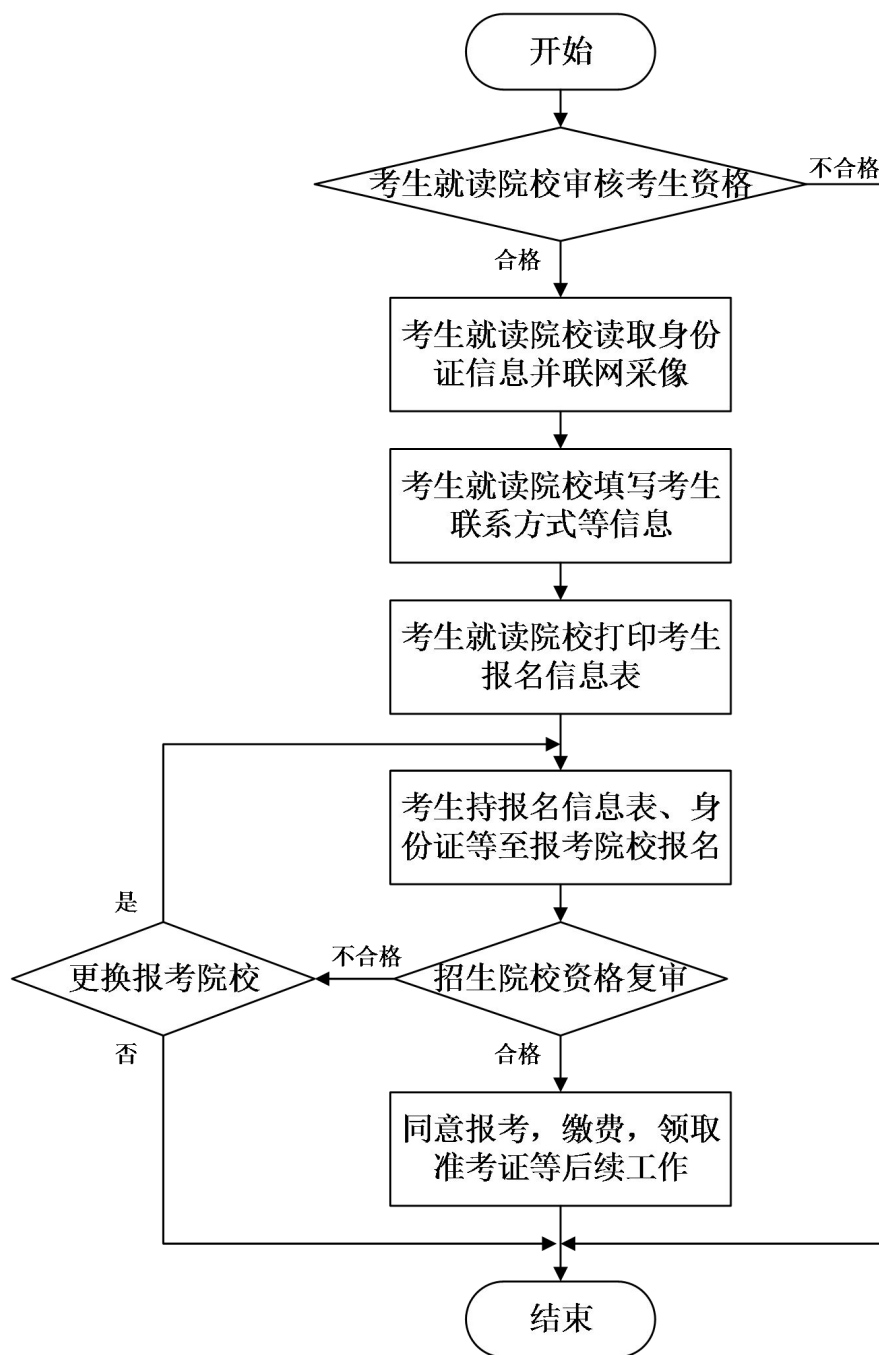 开始
考生就读院校审核考生资格
不合格
合格
考生就读院校读取身份
证信息并联网采像
考生就读院校填写考生
联系方式等信息
考生就读院校打印考生
报名信息表
考生持报名信息表、身
份证等至报考院校报名
是
更换报考院校
不合格
招生院校资格复审
否
合格
同意报考，缴费，领取
准考证等后续工作
结束